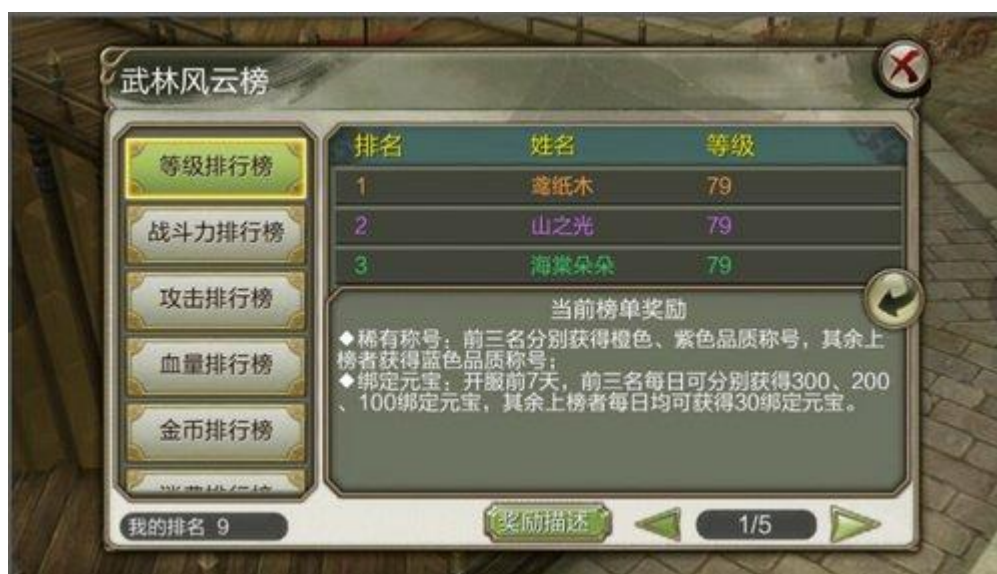 武林风云榜
等级排行榜
战斗力排行榜
攻击排行榜
血量排行榜
金币排行榜
排名 姓名 等级
1 鸢纸木 79
2 山之光 79
3 海棠朵朵 79
当前榜单奖励
◆稀有称号：前三名分别获得橙色、紫色品质称号，其余上
榜者获得蓝色品质称号；
◆绑定元宝：开服前7天，前三名每日可分别获得300、200
、100绑定元宝，其余上榜者每日均可获得30绑定元宝。
我的排名 9
奖励描述
1/5